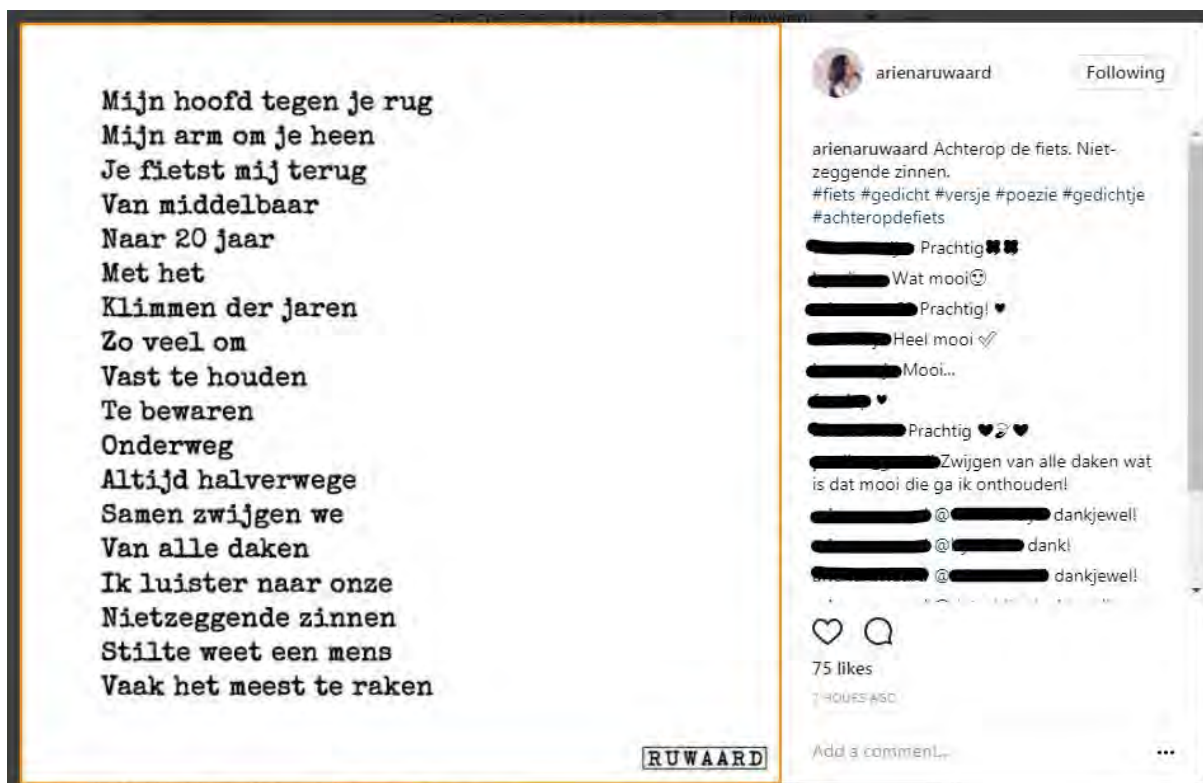 Mijn hoofd tegen je rug
Mijn arm om je heen
Je fietst mij terug
Van middelbaar
Naar 20 jaar
Met het
Klimmen der jaren
Zo veel om
Vast te houden
Te bewaren
Onderweg
Altijd halverwege
Samen zwijgen we
Van alle daken
Ik luister naar onze
Nietzeggende zinnen
Stilte weet een mens
Vaak het meest te raken
RUWAARD
arienaruwaard
Following
arienaruwaard Achterop de fiets. Niet-
zeggende zinnen.
#fiets #gedicht #versje #poezie #gedichtje
#achteropdefiets
Prachtig
Wat mooi
Prachtig! ♥
Heel mooi
Mooi...
♥
Prachtig ♥ ♥
Zwijgen van alle daken wat
is dat mooi die ga ik onthouden!
@ dankjewel!
@ dank!
@ dankjewel!
75 likes
7 HOURS AGO
Add a comment...